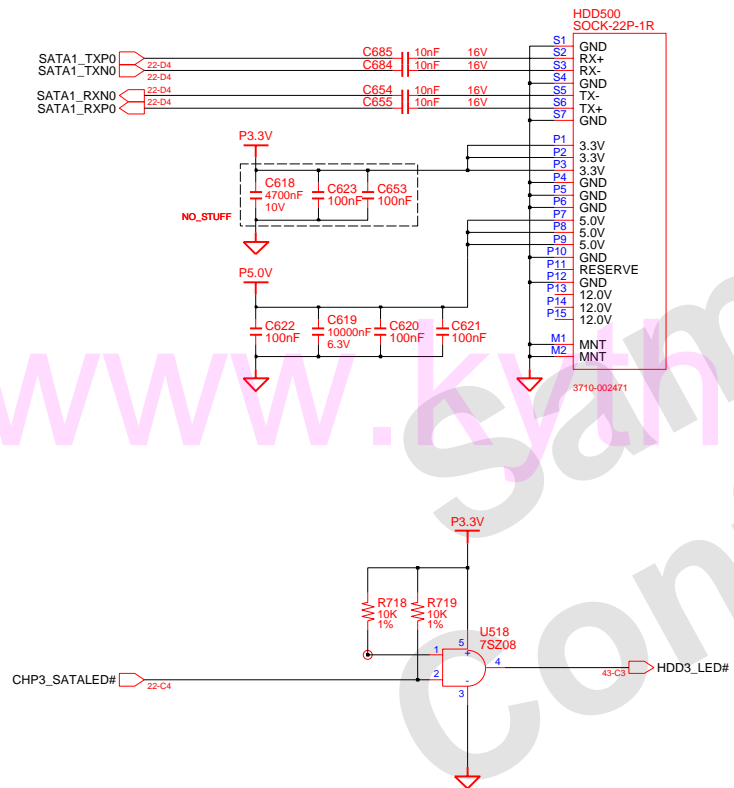 HDD500
SOCK-22P-1R
SATA1_TXP0 C685 10nF 16V
SATA1_TXN0 22-D4 C684 10nF 16V
22-D4
SATA1_RXN0 22-D4 C654 10nF 16V
SATA1_RXP0 22-D4 C655 10nF 16V
S1 GND
S2 RX+
S3 RX-
S4 GND
S5 TX-
S6 TX+
S7 GND
P1 3.3V
P2 3.3V
P3 3.3V
P4 GND
P5 GND
P6 GND
P7 5.0V
P8 5.0V
P9 5.0V
P10 GND
P11 RESERVE
P12 GND
P13 12.0V
P14 12.0V
P15 12.0V
M1 MNT
M2 MNT
3710-002471
P3.3V
C618
4700nF
10V
C623
100nF
C653
100nF
NO_STUFF
P5.0V
C622
100nF
C619
10000nF
6.3V
C620
100nF
C621
100nF
www.kyth
Sam
Con
P3.3V
R718
10K
1%
R719
10K
1%
U518
7SZ08
5
+
1
2
-
3
4
CHP3_SATALED# 22-C4
43-C3 HDD3_LED#